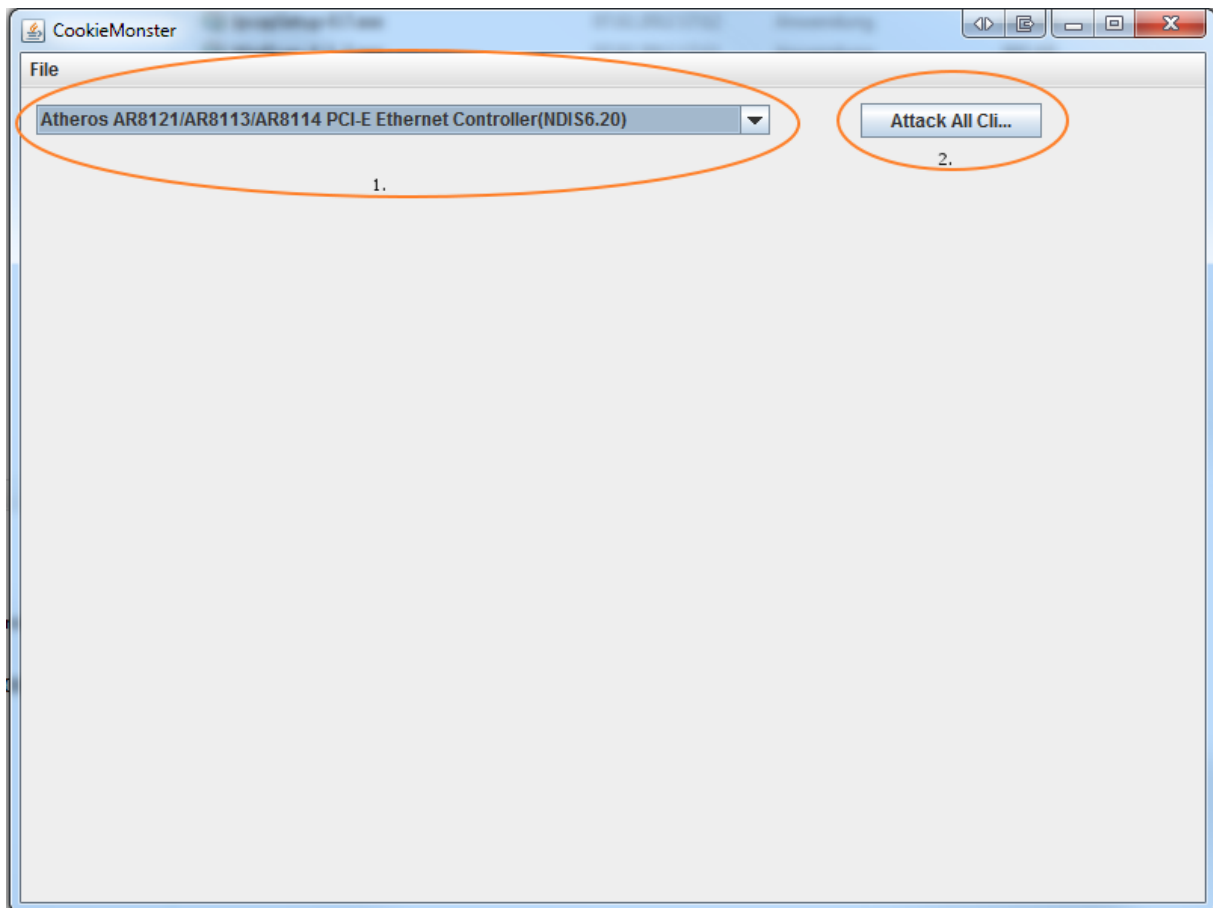 CookieMonster
File
Atheros AR8121/AR8113/AR8114 PCI-E Ethernet Controller(NDIS6.20)
Attack All Cli...
1.
2.